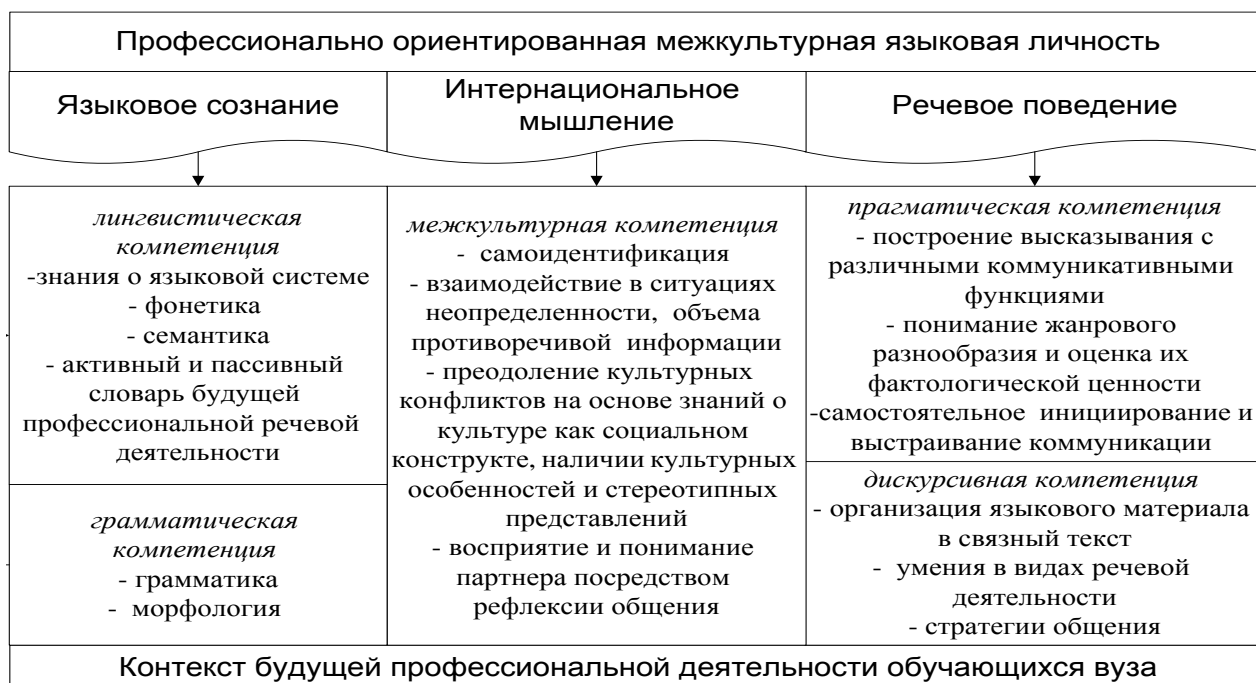 Профессионально ориентированная межкультурная языковая личность
Языковое сознание
Интернациональное
мышление
Речевое поведение
лингвистическая
компетенция
-знания о языковой системе
- фонетика
- семантика
- активный и пассивный
словарь будущей
профессиональной речевой
деятельности
грамматическая
компетенция
- грамматика
- морфология
межкультурная компетенция
- самоидентификация
- взаимодействие в ситуациях
неопределенности, объема
противоречивой информации
- преодоление культурных
конфликтов на основе знаний о
культуре как социальном
конструкте, наличии культурных
особенностей и стереотипных
представлений
- восприятие и понимание
партнера посредством
рефлексии общения
прагматическая компетенция
- построение высказывания с
различными коммуникативными
функциями
- понимание жанрового
разнообразия и оценка их
фактологической ценности
-самостоятельное инициирование и
выстраивание коммуникации
дискурсивная компетенция
- организация языкового материала
в связный текст
- умения в видах речевой
деятельности
- стратегии общения
Контекст будущей профессиональной деятельности обучающихся вуза